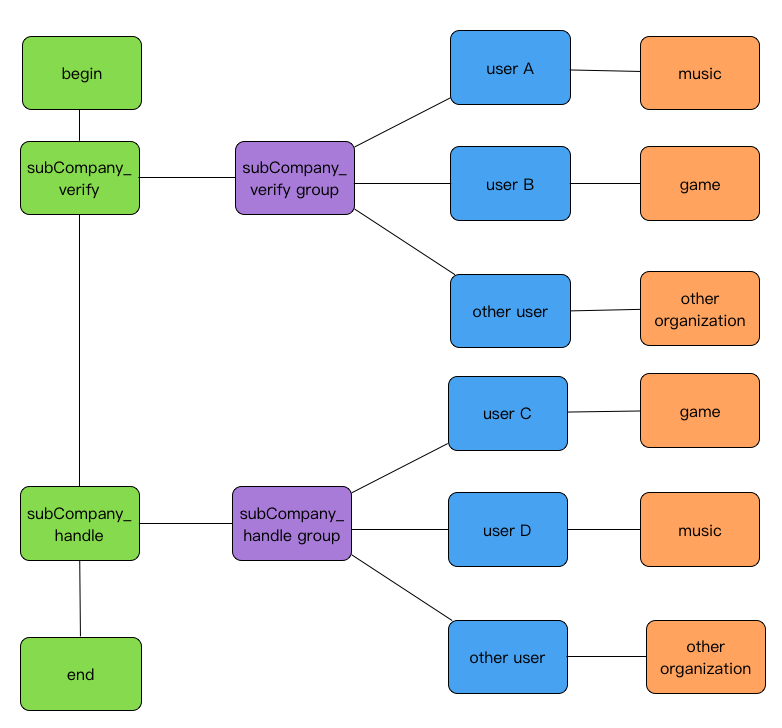 begin
user A
music
subCompany_
verify
subCompany_
verify group
user B
game
other user
other
organization
user C
game
subCompany_
handle
subCompany_
handle group
user D
music
other user
other
organization
end